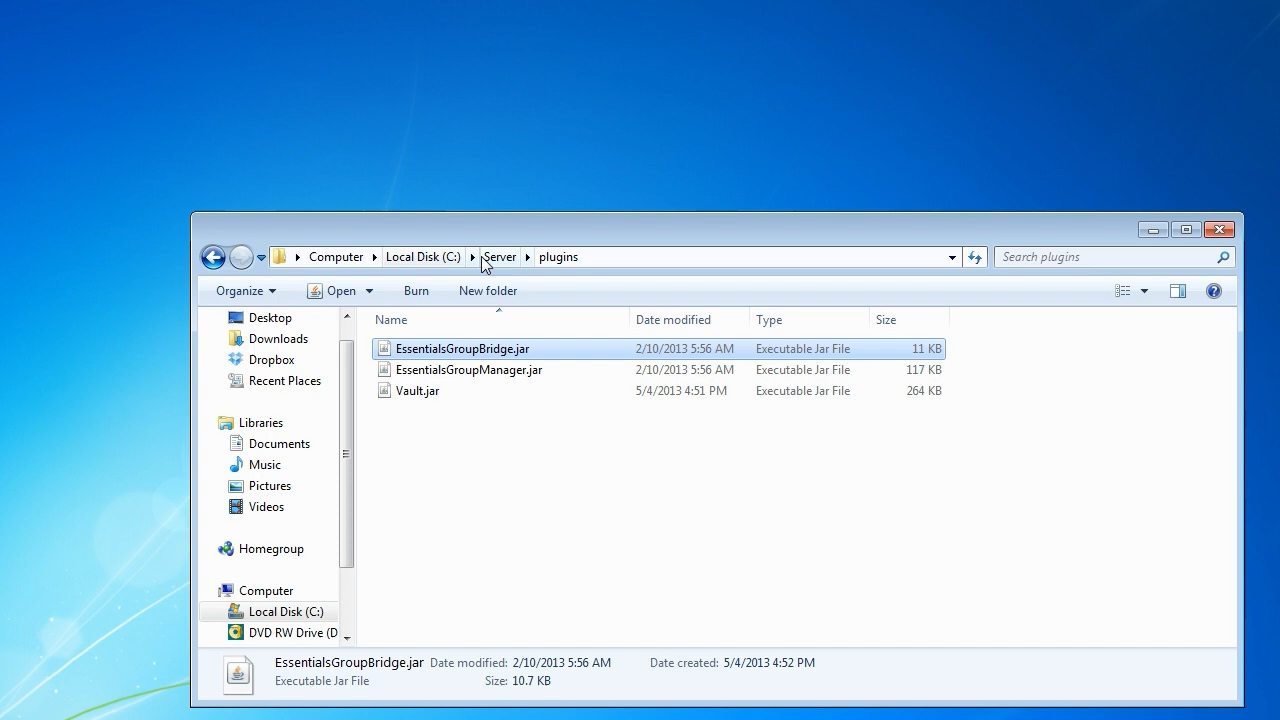 Computer Local Disk (C:) Server plugins Search plugins
Organize Open Burn New folder
Name Date modified Type Size
Desktop
Downloads
Dropbox
Recent Places
Libraries
Documents
Music
Pictures
Videos
Homegroup
Computer
Local Disk (C:)
DVD RW Drive (D
EssentialsGroupBridge.jar 2/10/2013 5:56 AM Executable Jar File 11 KB
EssentialsGroupManager.jar 2/10/2013 5:56 AM Executable Jar File 117 KB
Vault.jar 5/4/2013 4:51 PM Executable Jar File 264 KB
EssentialsGroupBridge.jar Date modified: 2/10/2013 5:56 AM Date created: 5/4/2013 4:52 PM
Executable Jar File Size: 10.7 KB